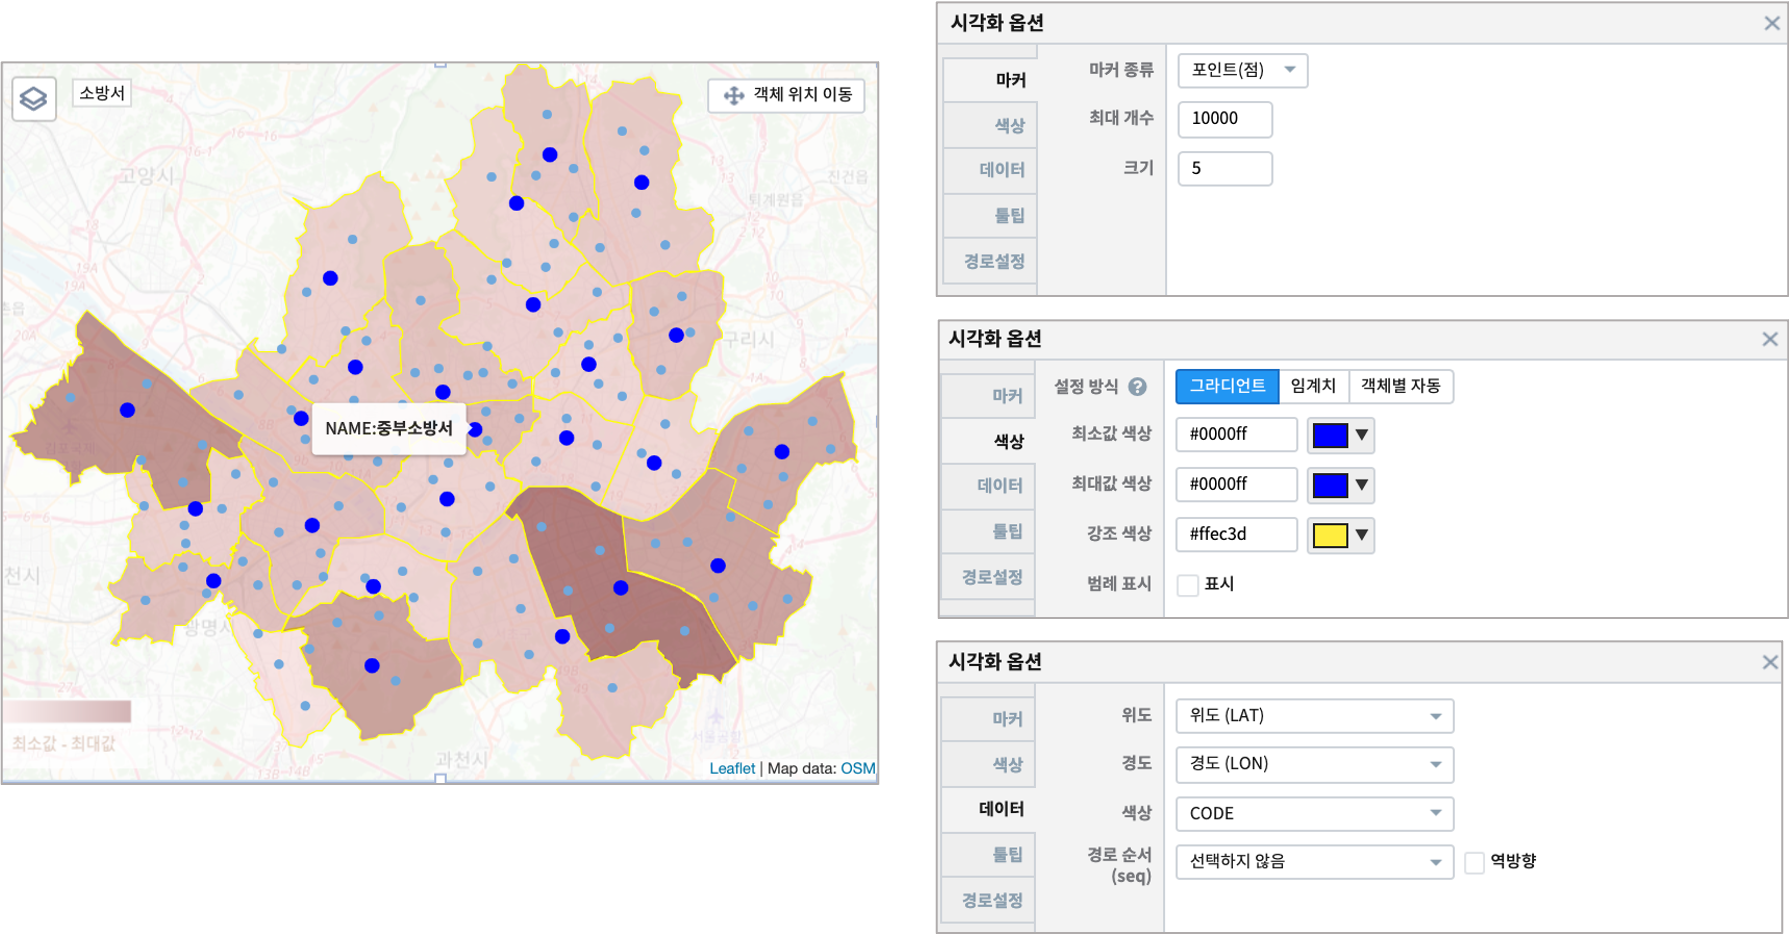 소방서
객체 위치 이동
고양시
퇴계원읍
진건읍
구리시
NAME:중부소방서
천시
광명시
과천시
최소값 - 최대값
Leaflet | Map data: OSM
시각화 옵션
마커
색상
데이터
툴팁
경로설정
마커 종류
포인트(점)
최대 개수
10000
크기
5
시각화 옵션
마커
색상
데이터
툴팁
경로설정
설정 방식
그라디언트
임계치
객체별 자동
최소값 색상
#0000ff
최대값 색상
#0000ff
강조 색상
#ffec3d
범례 표시
표시
시각화 옵션
마커
색상
데이터
툴팁
경로설정
위도
위도 (LAT)
경도
경도 (LON)
색상
CODE
경로 순서
(seq)
선택하지 않음
역방향